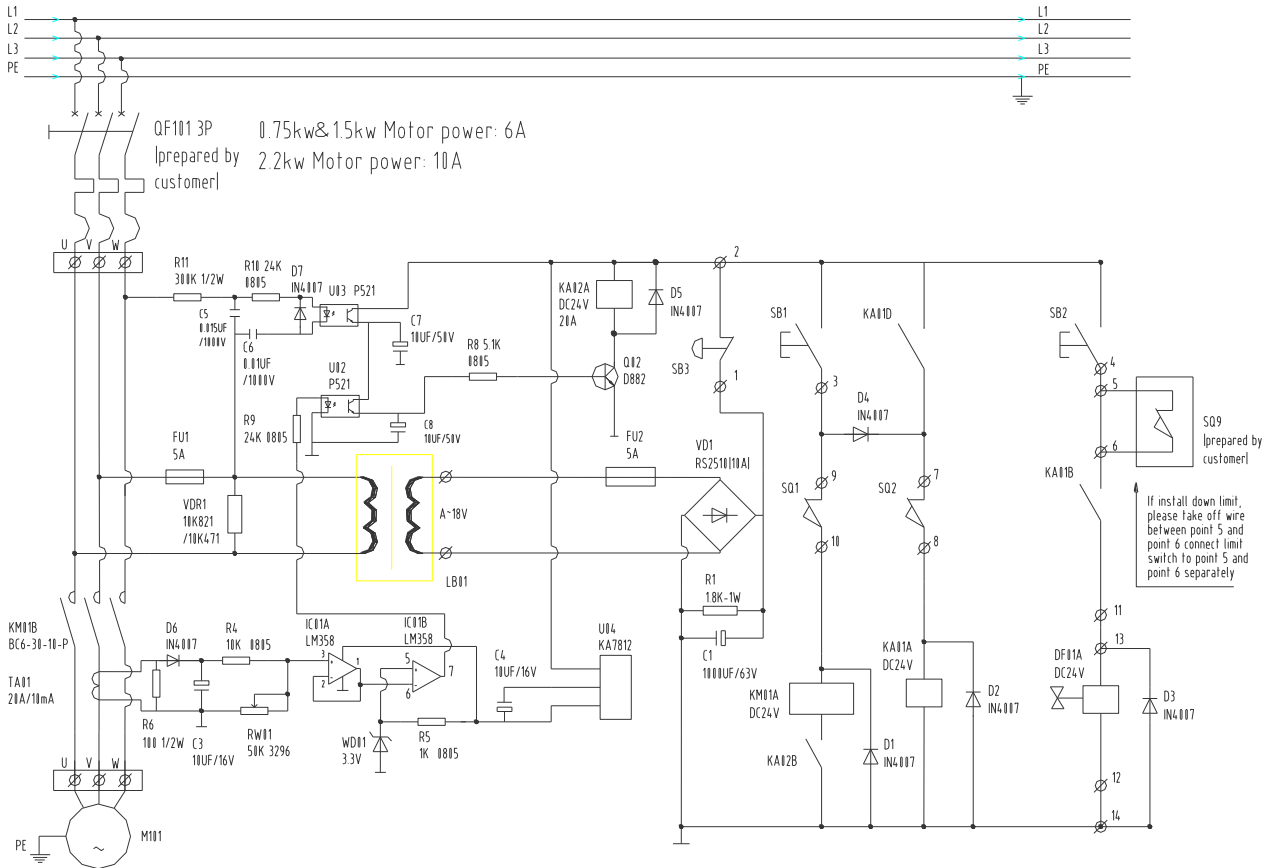 L1
L2
L3
PE
L1
L2
L3
PE
QF101 3P
|prepared by
customer|
0.75kw& 1.5kw Motor power: 6A
2.2kw Motor power: 10A
U V W
R11
300K 1/2W
R10 24K
0805
D7
IN4007
U03 P521
C5
0.015UF
/1000V
C6
0.01UF
/1000V
C7
10UF/50V
U02
P521
R9
24K 0805
C8
10UF/50V
R8 5.1K
0805
KA02A
DC24V
20A
D5
IN4007
Q02
D882
2
SB3
1
SB1
3
KA01D
D4
IN4007
SB2
4
5
6
SQ9
|prepared by
customer|
FU1
5A
VDR1
10K821
/10K471
A~18V
LB01
FU2
5A
VD1
RS2510|10A|
SQ1
9
10
SQ2
7
8
KA01B
If install down limit,
please take off wire
between point 5 and
point 6 connect limit
switch to point 5 and
point 6 separately
R1
1.8K-1W
C1
1000UF/63V
11
13
KM01B
BC6-30-10-P
TA01
20A/10mA
D6
IN4007
R4
10K 0805
R6
100 1/2W
C3
10UF/16V
RW01
50K 3296
IC01A
LM358
3
2
1
IC01B
LM358
5
6
7
WD01
3.3V
R5
1K 0805
C4
10UF/16V
U04
KA7812
KM01A
DC24V
KA02B
D1
IN4007
KA01A
DC24V
D2
IN4007
DF01A
DC24V
D3
IN4007
12
14
U V W
PE
M101
~